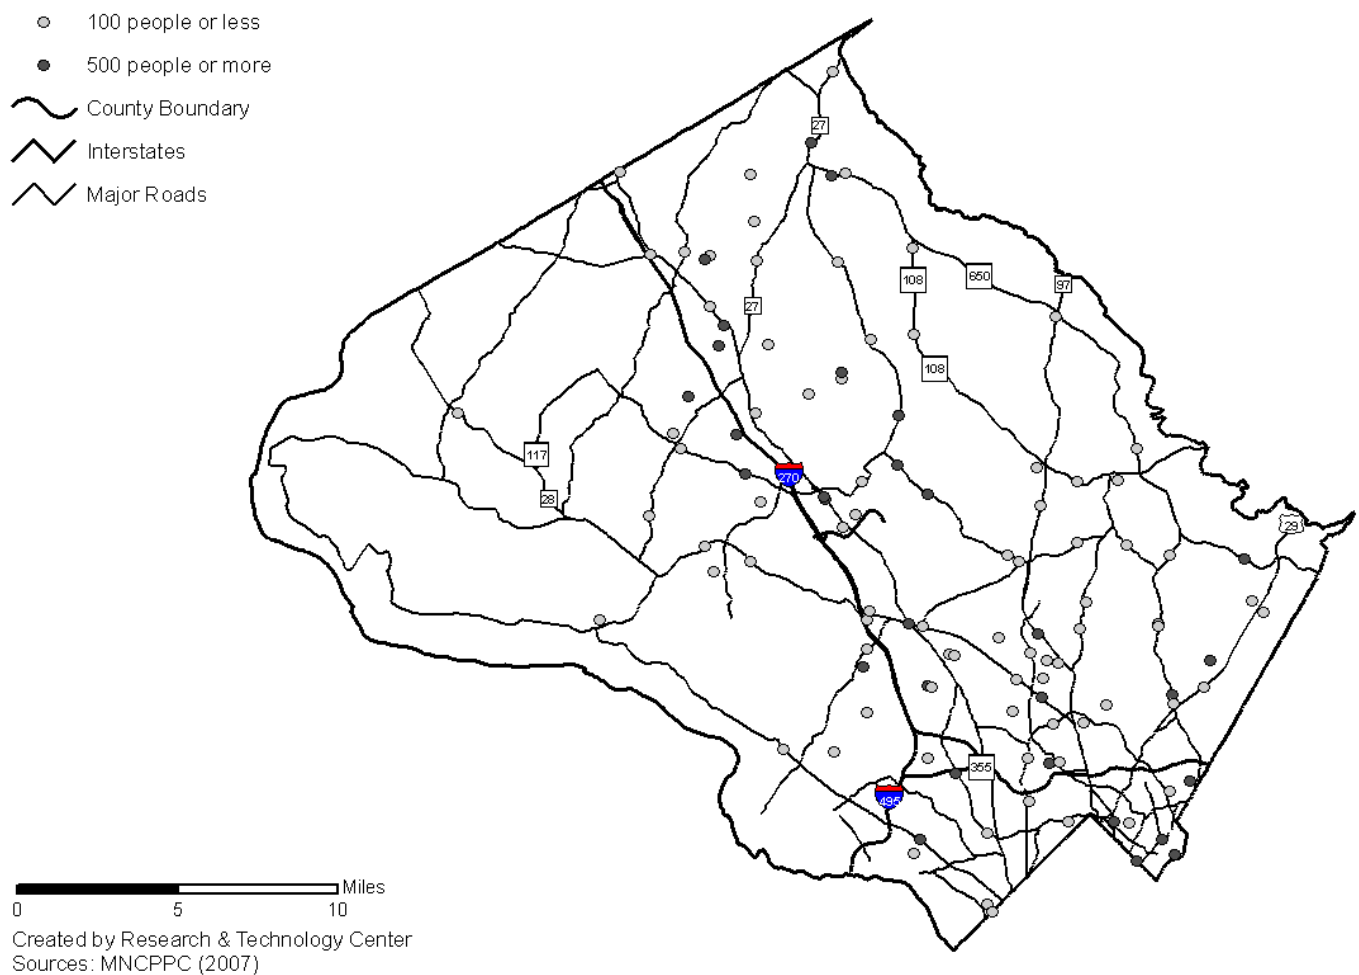 100 people or less
500 people or more
County Boundary
Interstates
Major Roads
27
650
108
97
27
108
117
270
28
29
355
495
Miles
0 5 10
Created by Research & Technology Center
Sources: MNCPPC (2007)